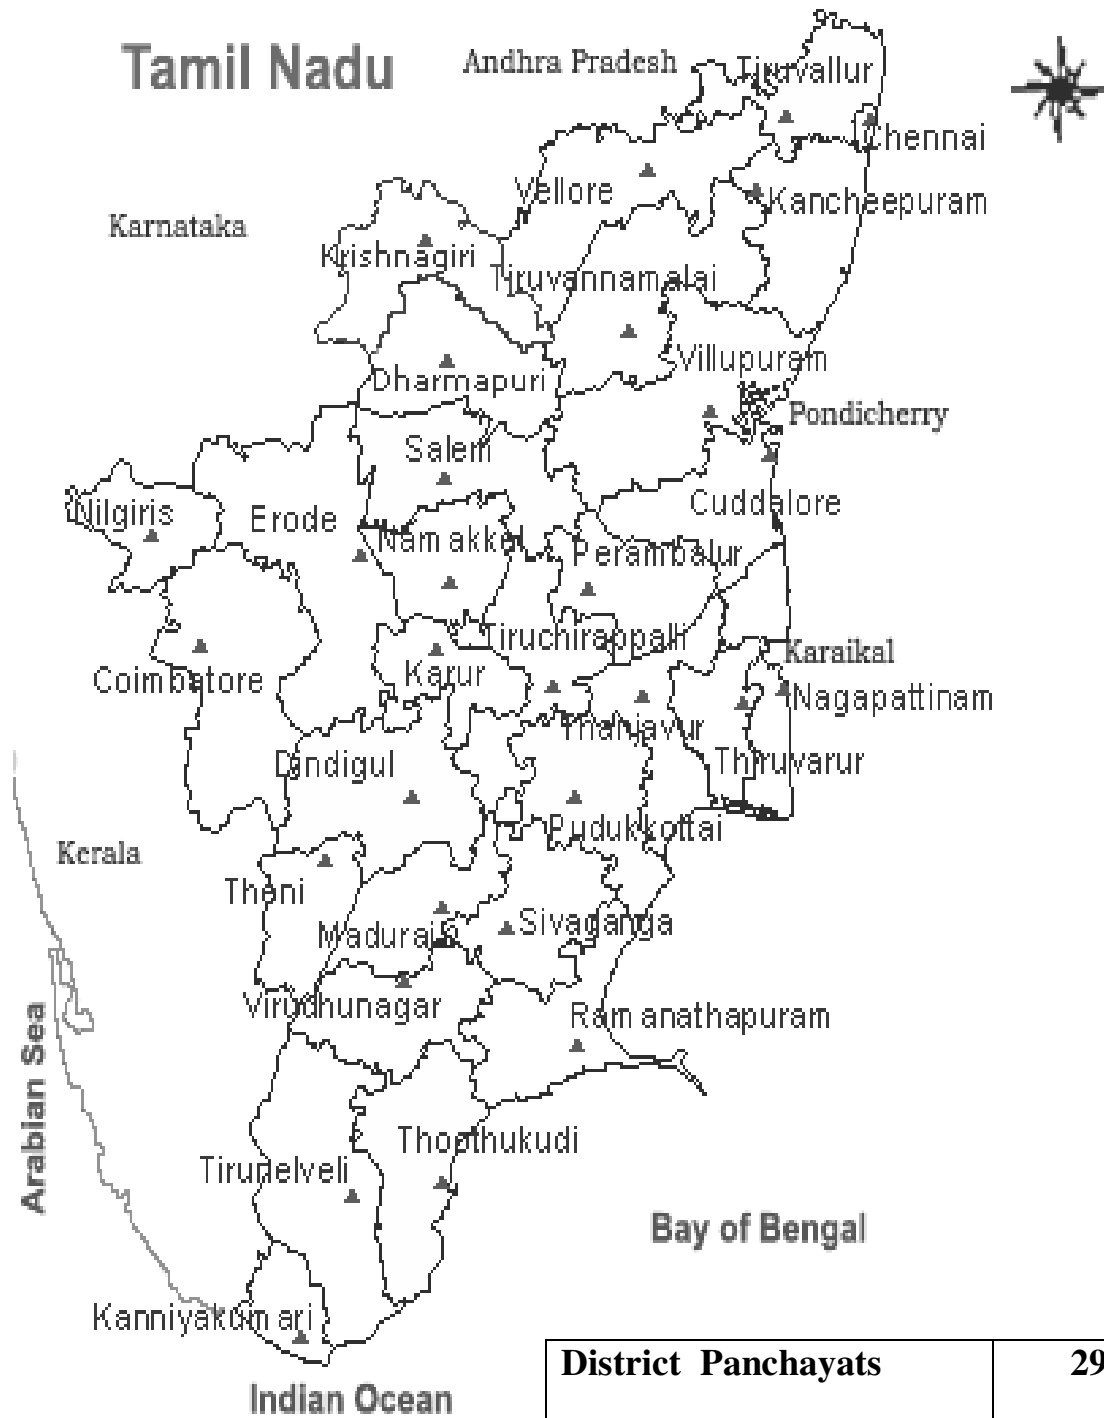 Tamil Nadu
Andhra Pradesh
Tiruvallur
Chennai
Vellore
Kancheepuram
Karnataka
Krishnagiri
Tiruvannamalai
Villupuram
Dharmapuri
Pondicherry
Salem
Cuddalore
Nilgiris
Erode
Namakkal
Perambalur
Tiruchirappalli
Karaikal
Coimbatore
Karur
Nagapattinam
Thanjavur
Dindigul
Thiruvarur
Pudukkottai
Kerala
Theni
Madurai
Sivaganga
Virudhunagar
Ramanathapuram
Arabian Sea
Thoothukudi
Tirunelveli
Bay of Bengal
Kanniyakumari
District Panchayats 29
Indian Ocean